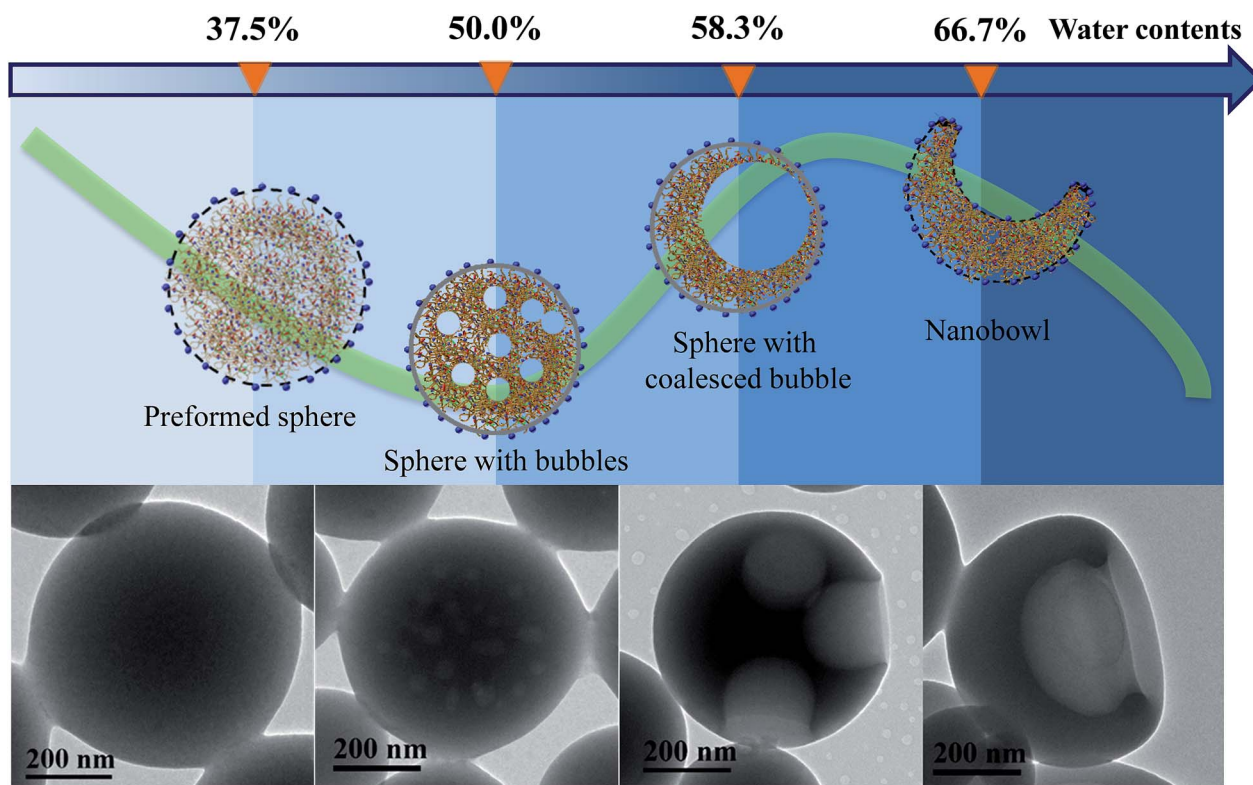 37.5% 50.0% 58.3% 66.7% Water contents
Preformed sphere
Sphere with bubbles
Sphere with
coalesced bubble
Nanobowl
200 nm 200 nm 200 nm 200 nm